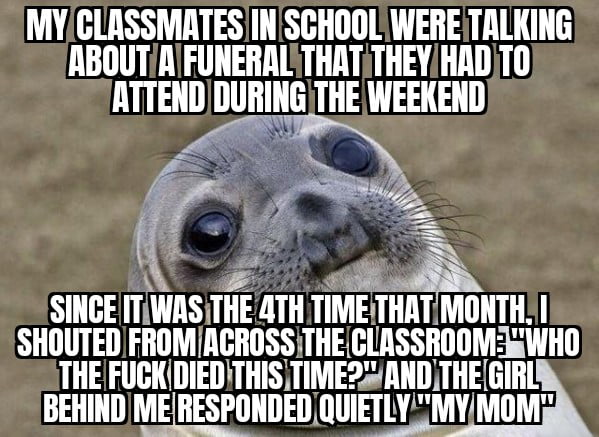 MY CLASSMATES IN SCHOOL WERE TALKING
ABOUT A FUNERAL THAT THEY HAD TO
ATTEND DURING THE WEEKEND
SINCE IT WAS THE 4TH TIME THAT MONTH, I
SHOUTED FROM ACROSS THE CLASSROOM: "WHO
THE FUCK DIED THIS TIME?" AND THE GIRL
BEHIND ME RESPONDED QUIETLY "MY MOM"